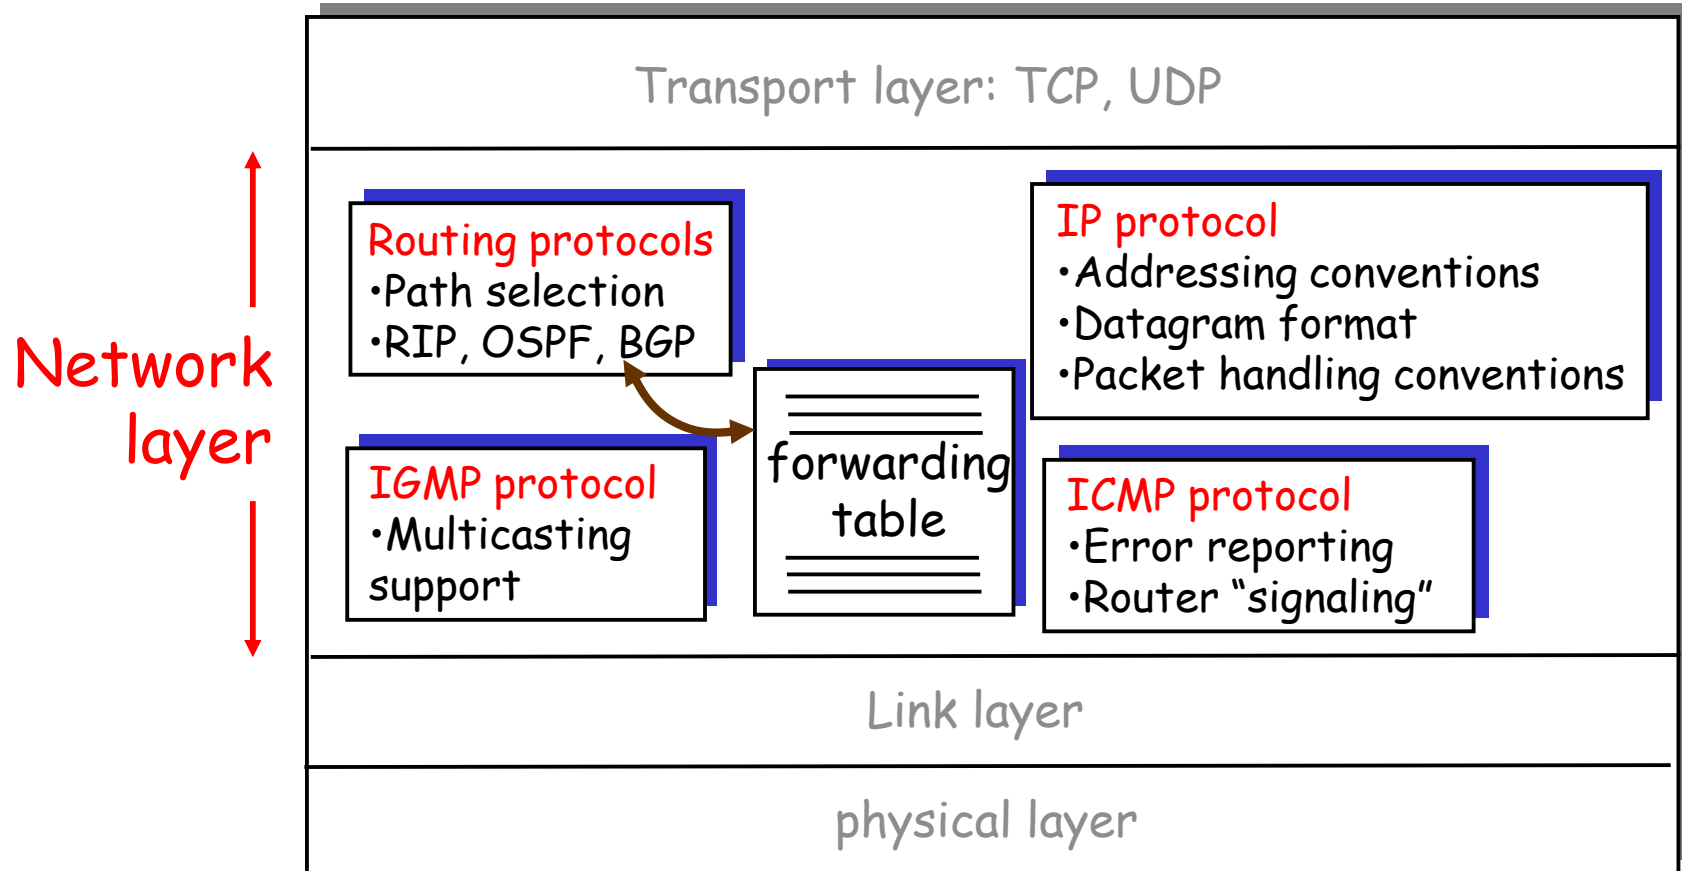 Transport layer: TCP, UDP
Network
layer
Routing protocols
•Path selection
•RIP, OSPF, BGP
IP protocol
•Addressing conventions
•Datagram format
•Packet handling conventions
forwarding
table
IGMP protocol
•Multicasting
support
ICMP protocol
•Error reporting
•Router “signaling”
Link layer
physical layer